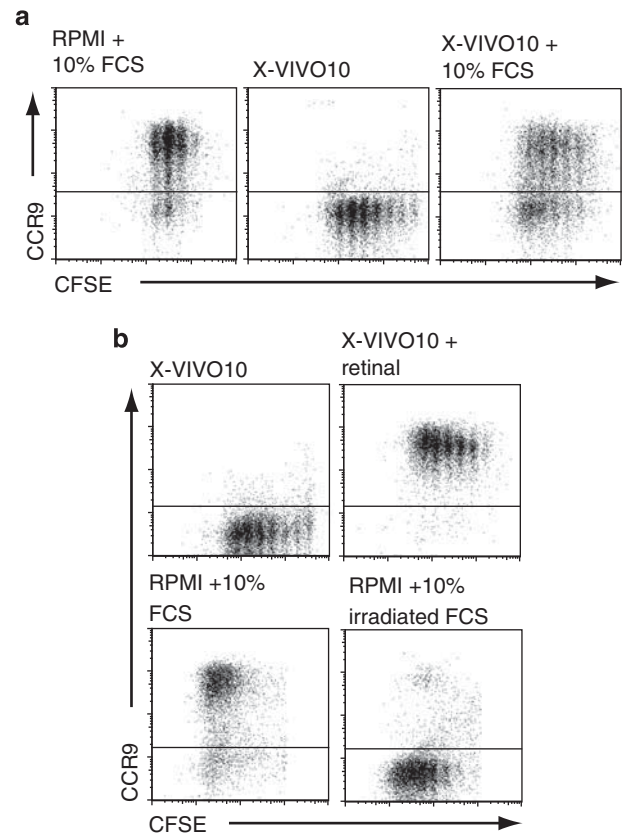 a
RPMI +
10% FCS
X-VIVO10
X-VIVO10 +
10% FCS
CCR9
CFSE
b
X-VIVO10
X-VIVO10 +
retinal
RPMI +10%
FCS
RPMI +10%
irradiated FCS
CCR9
CFSE